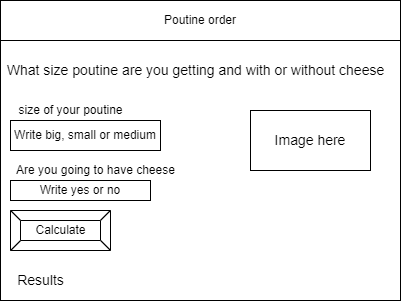 Poutine order
What size poutine are you getting and with or without cheese
size of your poutine
Write big, small or medium
Image here
Are you going to have cheese
Write yes or no
Calculate
Results